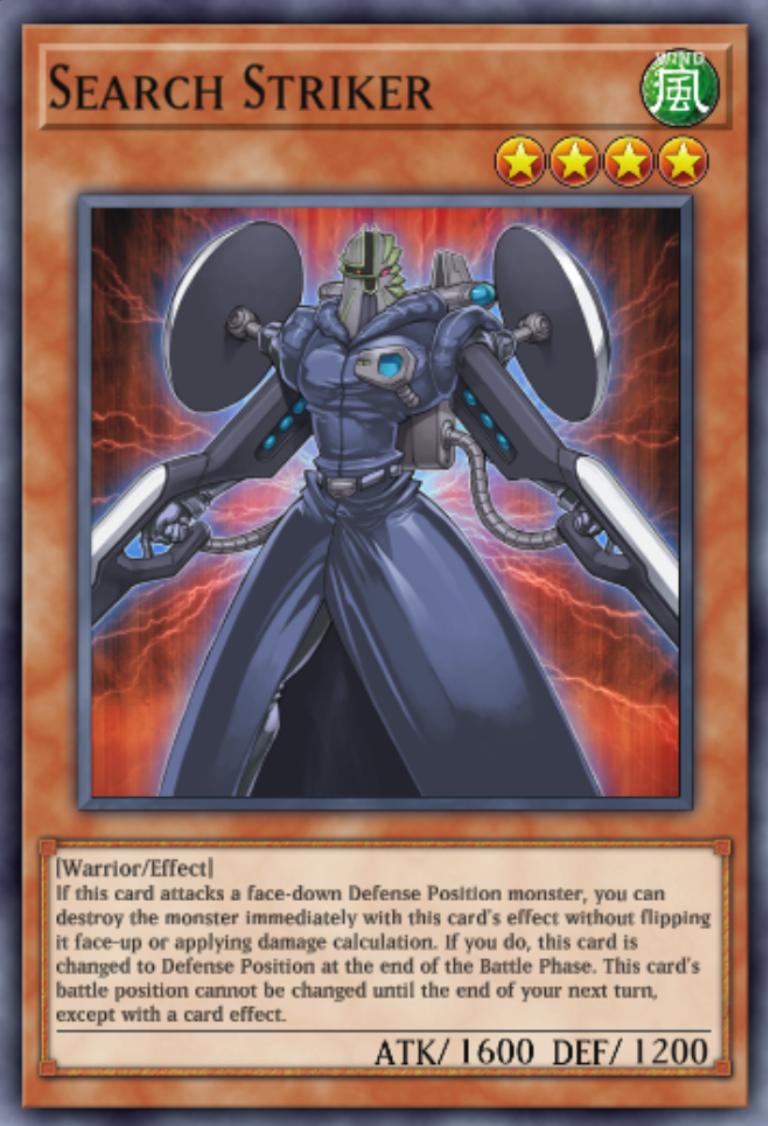 Search Striker
WIND
風
[Warrior/Effect]
If this card attacks a face-down Defense Position monster, you can
destroy the monster immediately with this card's effect without flipping
it face-up or applying damage calculation. If you do, this card is
changed to Defense Position at the end of the Battle Phase. This card's
battle position cannot be changed until the end of your next turn,
except with a card effect.
ATK/ 1600 DEF/ 1200